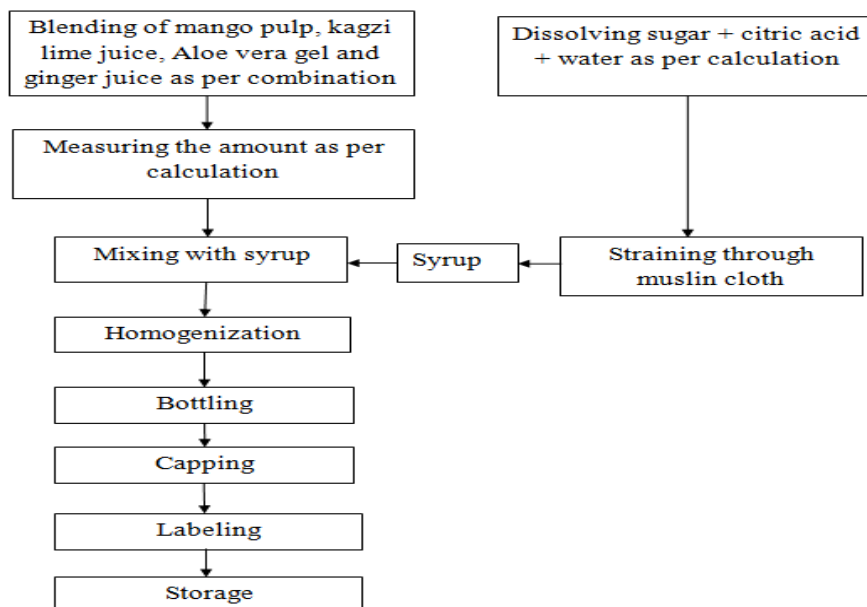 Blending of mango pulp, kagzi
lime juice, Aloe vera gel and
ginger juice as per combination
Dissolving sugar + citric acid
+ water as per calculation
Measuring the amount as per
calculation
Mixing with syrup
Syrup
Straining through
muslin cloth
Homogenization
Bottling
Capping
Labeling
Storage